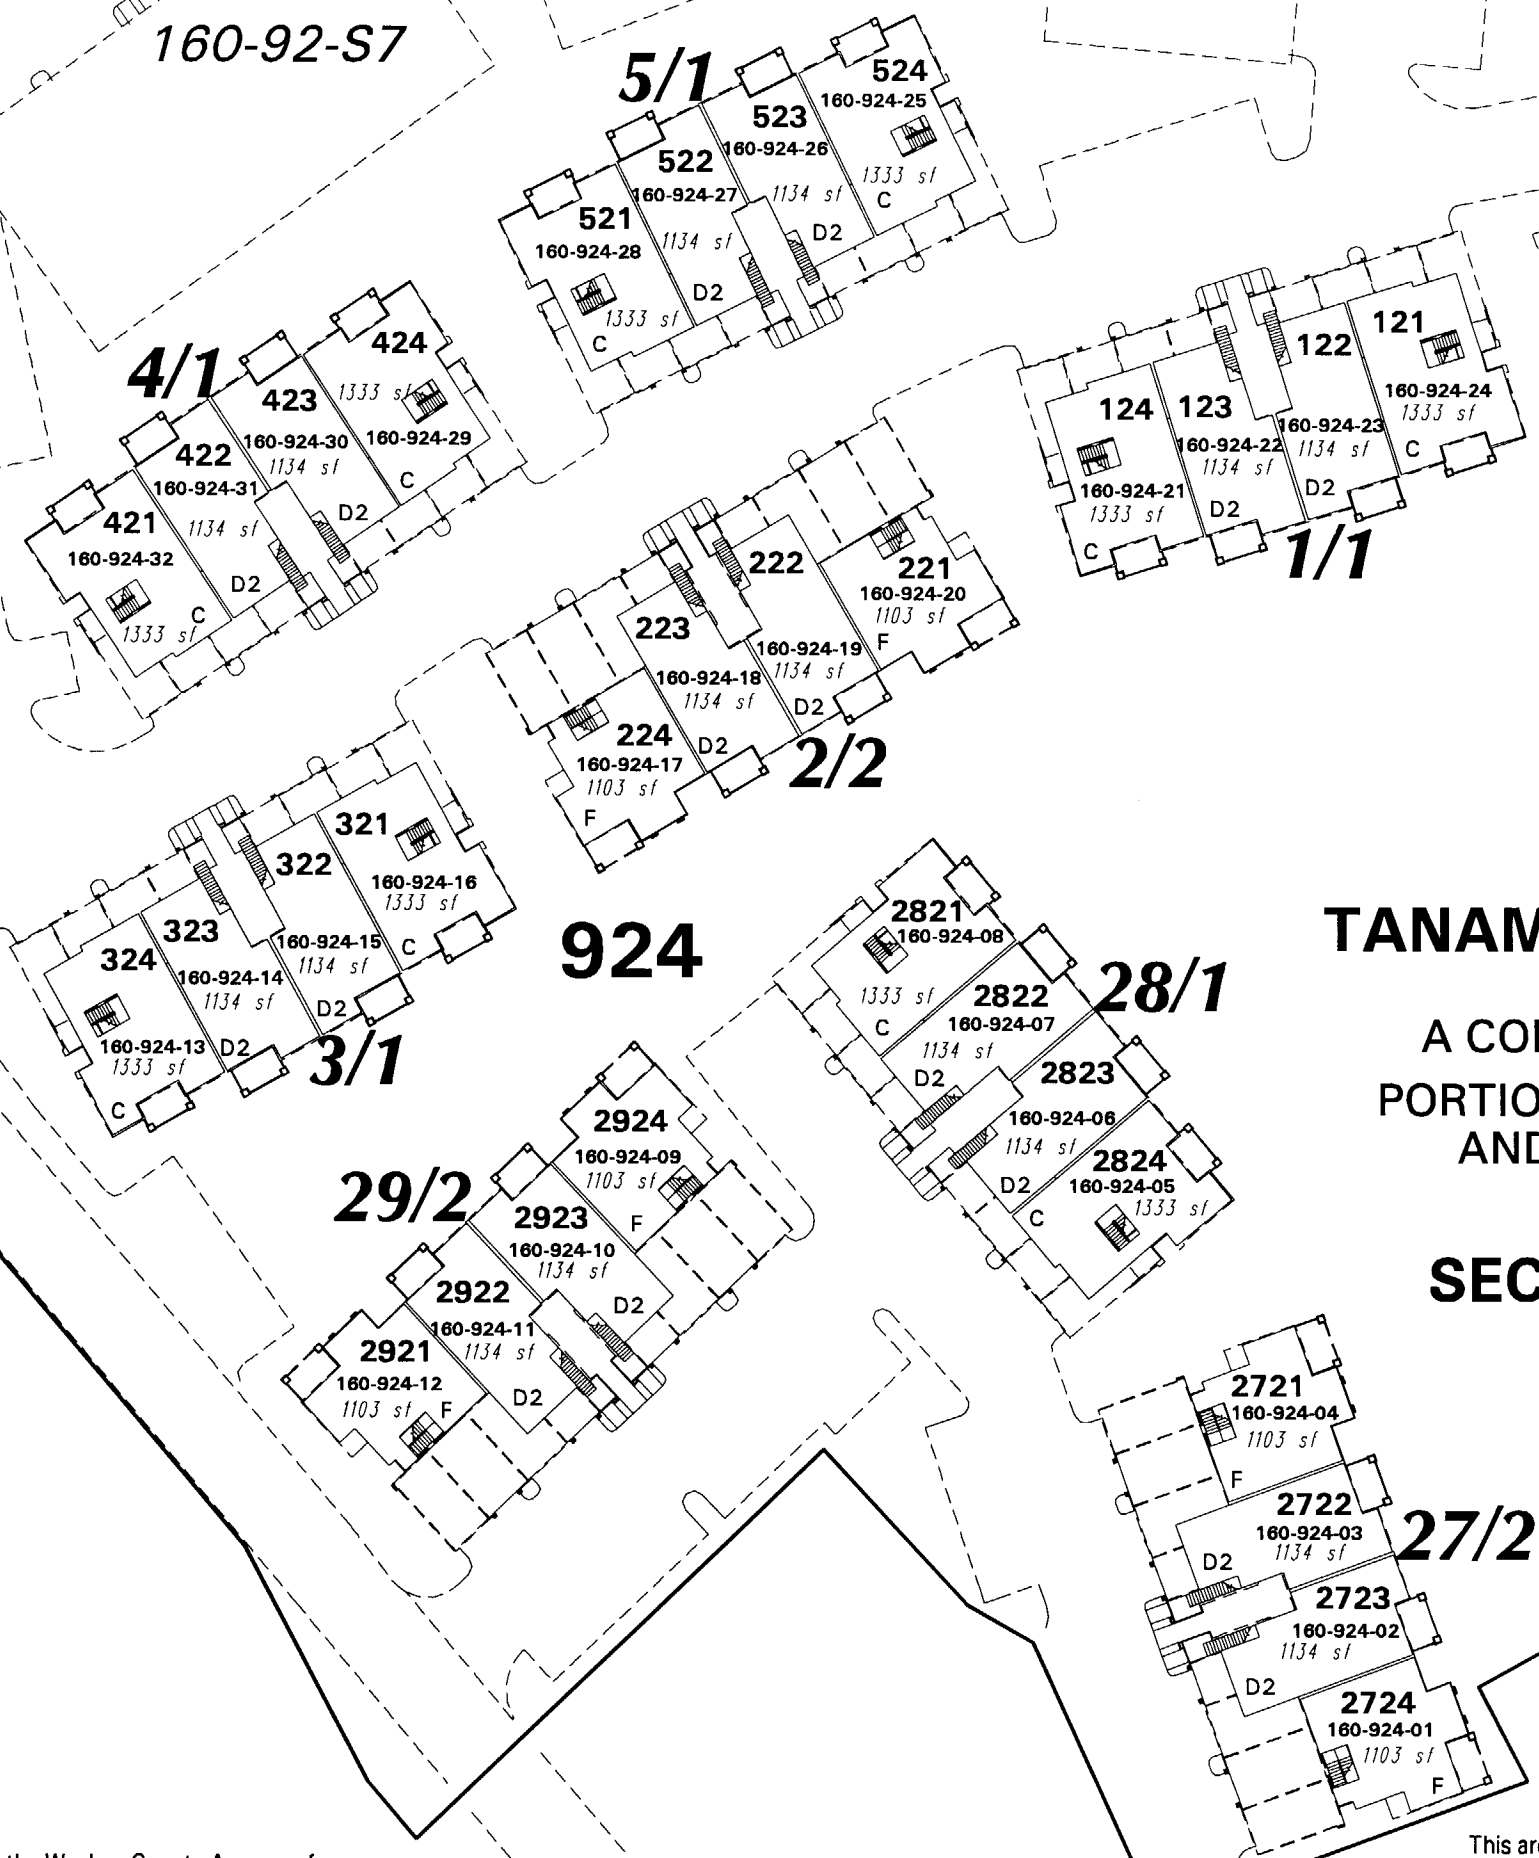 160-92-S7
5/1
524
160-924-25
1333 sf
C
523
160-924-26
1134 sf
D2
522
160-924-27
1134 sf
D2
521
160-924-28
1333 sf
C
4/1
424
1333 sf
160-924-29
C
423
160-924-30
1134 sf
D2
422
160-924-31
1134 sf
D2
421
160-924-32
1333 sf
C
121
160-924-24
1333 sf
C
122
160-924-23
1134 sf
D2
123
160-924-22
1134 sf
D2
124
160-924-21
1333 sf
C
1/1
221
160-924-20
1103 sf
F
222
160-924-19
1134 sf
D2
223
160-924-18
1134 sf
D2
224
160-924-17
1103 sf
F
2/2
321
160-924-16
1333 sf
C
322
160-924-15
1134 sf
D2
323
160-924-14
1134 sf
D2
324
160-924-13
1333 sf
C
3/1
924
2821
160-924-08
1333 sf
C
28/1
2822
160-924-07
1134 sf
D2
2823
160-924-06
1134 sf
D2
2824
160-924-05
1333 sf
C
TANAM
A CO
PORTIO
AND
SEC
29/2
2924
160-924-09
1103 sf
F
2923
160-924-10
1134 sf
D2
2922
160-924-11
1134 sf
D2
2921
160-924-12
1103 sf
F
2721
160-924-04
1103 sf
F
2722
160-924-03
1134 sf
D2
27/2
2723
160-924-02
1134 sf
D2
2724
160-924-01
1103 sf
F
This are